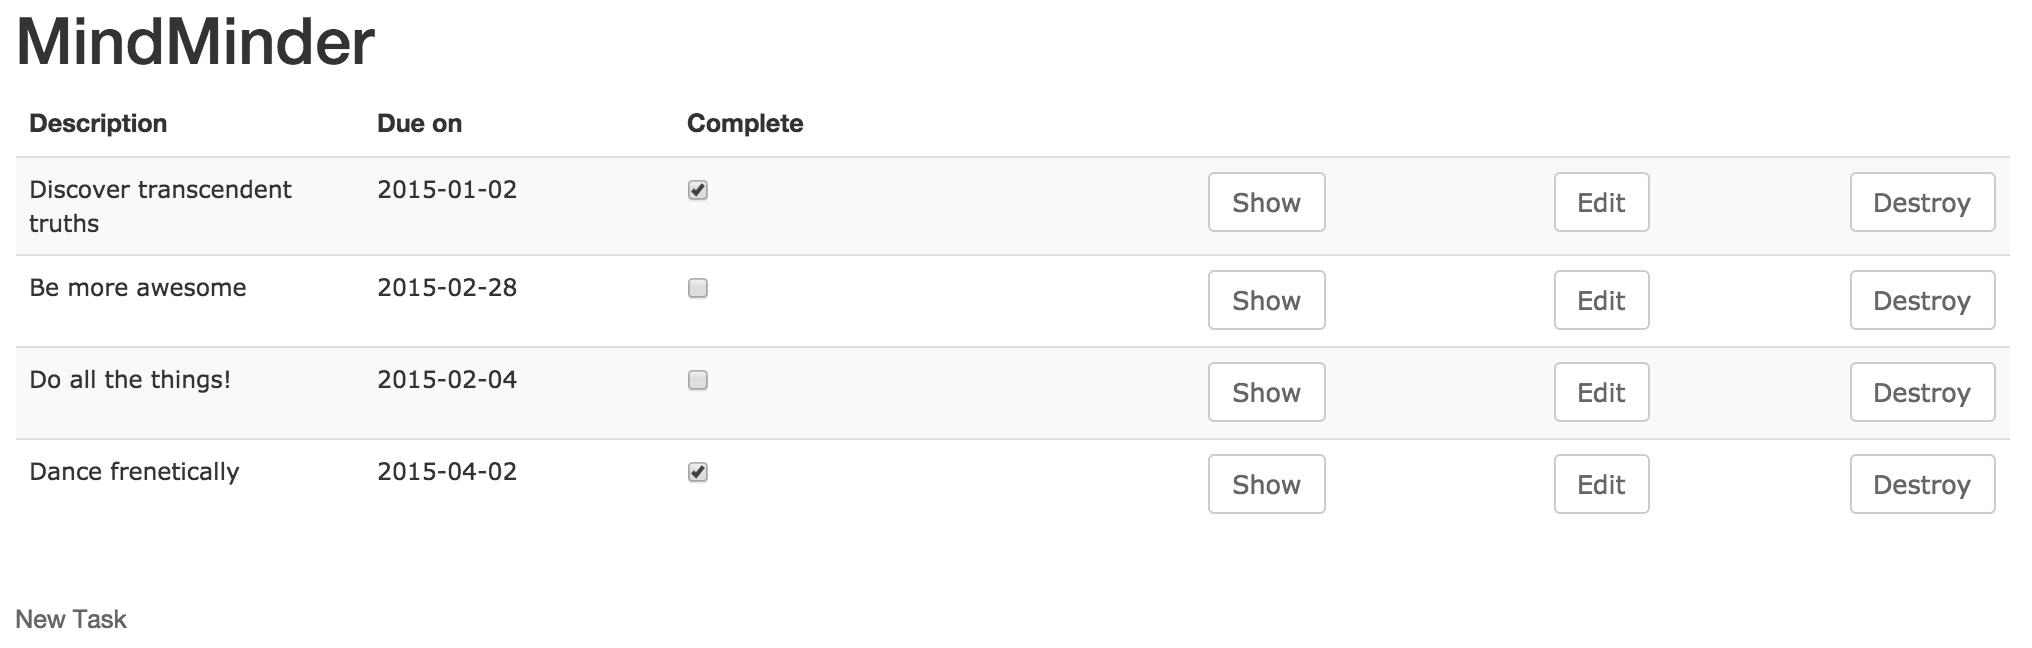 MindMinder
Description Due on Complete
Discover transcendent 2015-01-02 Show Edit Destroy
truths
Be more awesome 2015-02-28 Show Edit Destroy
Do all the things! 2015-02-04 Show Edit Destroy
Dance frenetically 2015-04-02 Show Edit Destroy
New Task